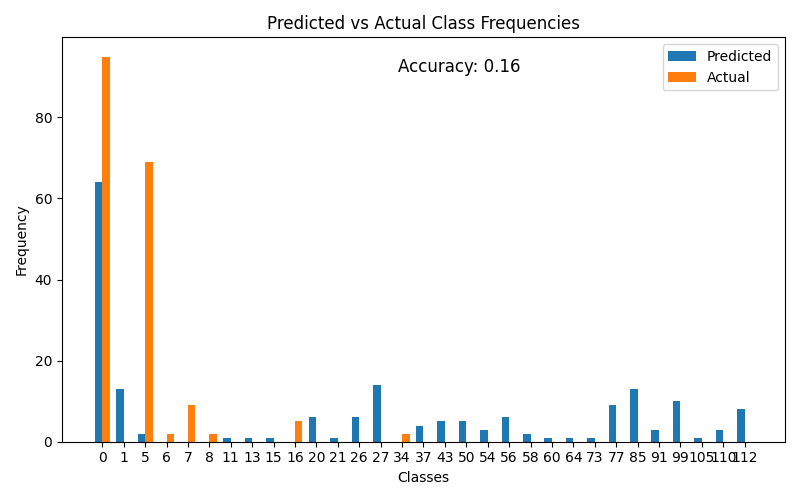 Predicted vs Actual Class Frequencies
Accuracy: 0.16
Predicted
Actual
Frequency
80
60
40
20
0
0 1 5 6 7 8 11 13 15 16 20 21 26 27 34 37 43 50 54 56 58 60 64 73 77 85 91 99 105 110 112
Classes